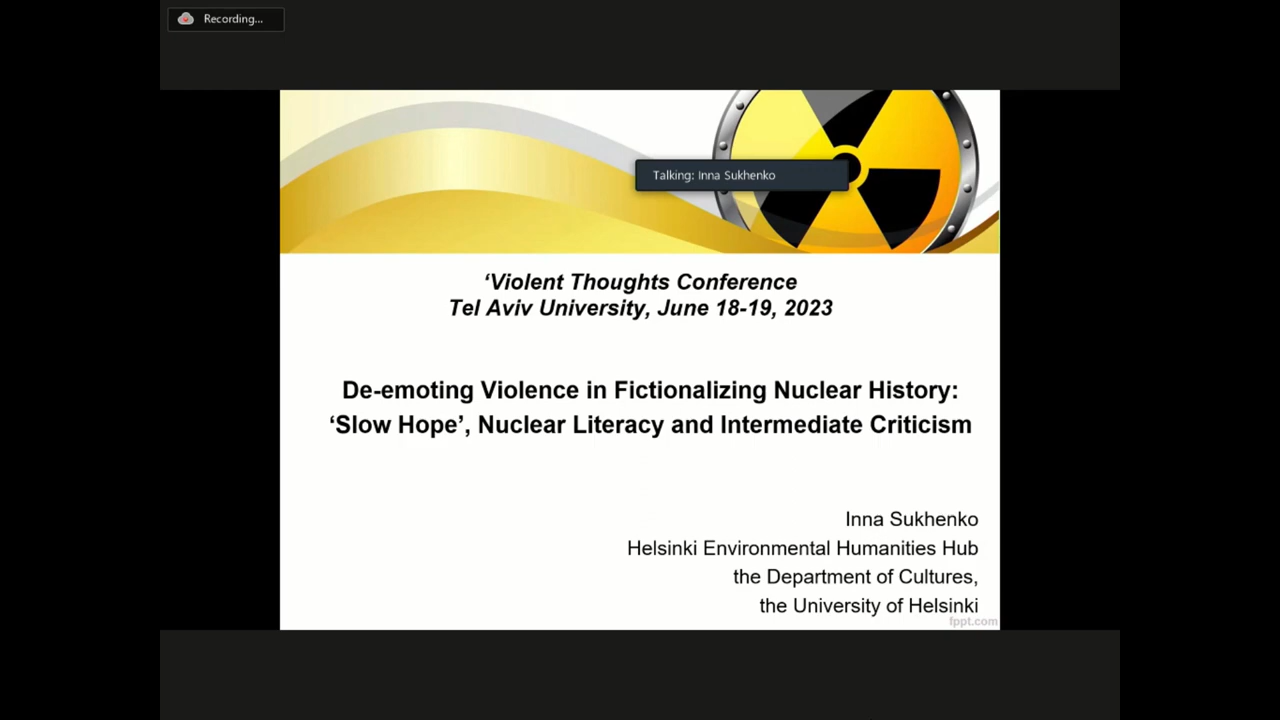 Recording...
Talking: Inna Sukhenko
‘Violent Thoughts Conference
Tel Aviv University, June 18-19, 2023
De-emoting Violence in Fictionalizing Nuclear History:
‘Slow Hope’, Nuclear Literacy and Intermediate Criticism
Inna Sukhenko
Helsinki Environmental Humanities Hub
the Department of Cultures,
the University of Helsinki
fppt.com